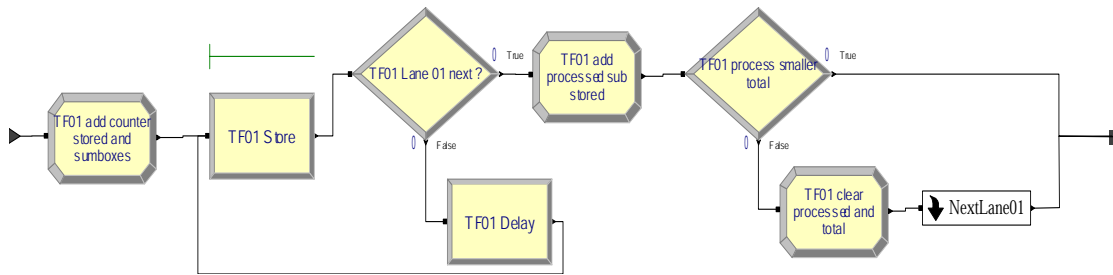 TF01 add counter
stored and
sumboxes
TF01 Store
TF01 Lane 01 next ?
0
True
0
False
TF01 Delay
TF01 add
processed sub
stored
TF01 process smaller
total
0
True
0
False
TF01 clear
processed and
total
NextLane01